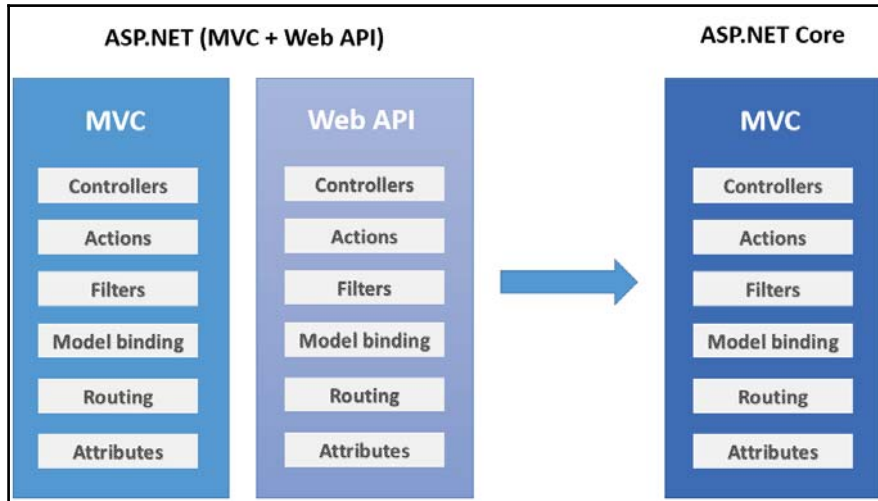 ASP.NET (MVC + Web API)
ASP.NET Core
MVC
Controllers
Actions
Filters
Model binding
Routing
Attributes
Web API
Controllers
Actions
Filters
Model binding
Routing
Attributes
MVC
Controllers
Actions
Filters
Model binding
Routing
Attributes